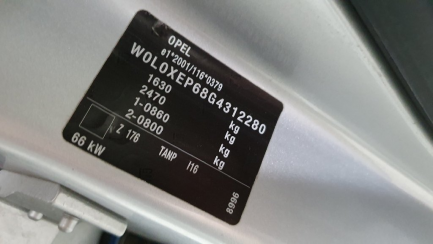 OPEL
e1*2001/116*0379
W0L0XEP68G4312280
1630 kg
2470 kg
1-0860 kg
2-0800 kg
Z 176 TANP I16
66 kW 8996